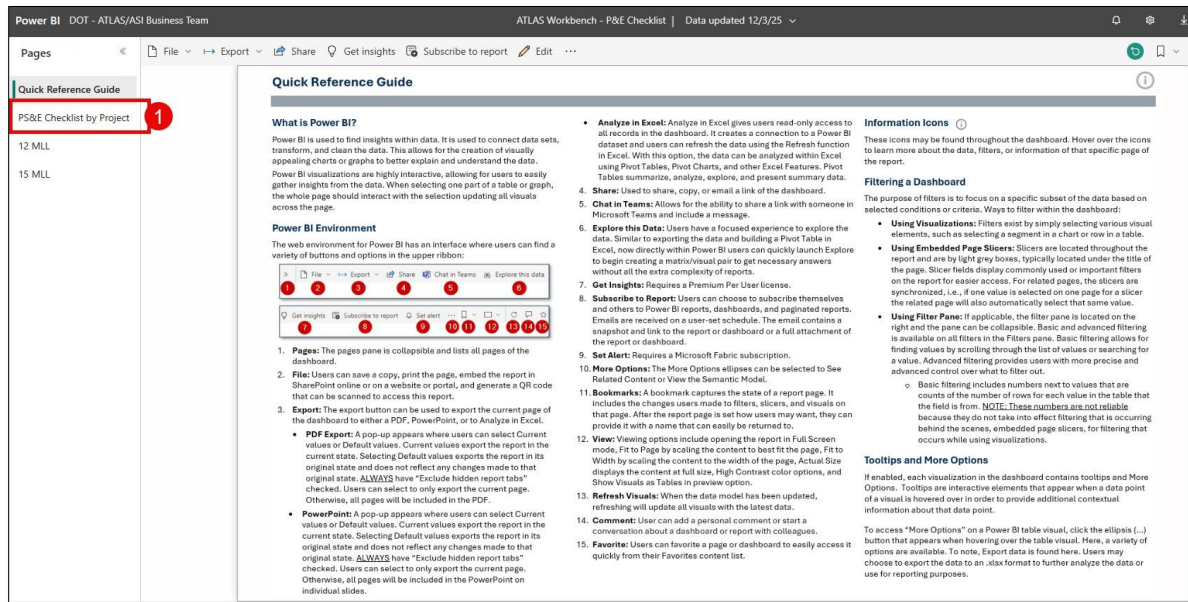 Power BI DOT - ATLAS/ASI Business Team
ATLAS Workbench - P&E Checklist | Data updated 12/3/25
Pages
File Export Share Get insights Subscribe to report Edit ...
Quick Reference Guide
PS&E Checklist by Project
1
12 MLL
15 MLL
Quick Reference Guide
What is Power BI?
Power BI is used to find insights within data. It is used to connect data sets,
transform, and clean the data. This allows for the creation of visually
appealing charts or graphs to better explain and understand the data.
Power BI visualizations are highly interactive, allowing for users to easily
gather insights from the data. When selecting one part of a table or graph,
the whole page should interact with the selection updating all visuals
across the page.
Power BI Environment
The web environment for Power BI has an interface where users can find a
variety of buttons and options in the upper ribbon:
File Export Share Chat in Teams Explore this data
1 2 3 4 5 6
Get insights Subscribe to report Set alert ...
7 8 9 10 11 12 13 14 15
1. Pages: The pages pane is collapsible and lists all pages of the
dashboard.
2. File: Users can save a copy, print the page, embed the report in
SharePoint online or on a website or portal, and generate a QR code
that can be scanned to access this report.
3. Export: The export button can be used to export the current page of
the dashboard to either a PDF, PowerPoint, or to Analyze in Excel.
• PDF Export: A pop-up appears where users can select Current
values or Default values. Current values export the report in the
current state. Selecting Default values exports the report in its
original state and does not reflect any changes made to that
original state. ALWAYS have "Exclude hidden report tabs"
checked. Users can select to only export the current page.
Otherwise, all pages will be included in the PDF.
• PowerPoint: A pop-up appears where users can select Current
values or Default values. Current values export the report in the
current state. Selecting Default values exports the report in its
original state and does not reflect any changes made to that
original state. ALWAYS have "Exclude hidden report tabs"
checked. Users can select to only export the current page.
Otherwise, all pages will be included in the PowerPoint on
individual slides.
• Analyze in Excel: Analyze in Excel gives users read-only access to
all records in the dashboard. It creates a connection to a Power BI
dataset and users can refresh the data using the Refresh function
in Excel. With this option, the data can be analyzed within Excel
using Pivot Tables, Pivot Charts, and other Excel Features. Pivot
Tables summarize, analyze, explore, and present summary data.
4. Share: Used to share, copy, or email a link of the dashboard.
5. Chat in Teams: Allows for the ability to share a link with someone in
Microsoft Teams and include a message.
6. Explore this Data: Users have a focused experience to explore the
data. Similar to exporting the data and building a Pivot Table in
Excel, now directly within Power BI users can quickly launch Explore
to begin creating a matrix/visual pair to get necessary answers
without all the extra complexity of reports.
7. Get Insights: Requires a Premium Per User license.
8. Subscribe to Report: Users can choose to subscribe themselves
and others to Power BI reports, dashboards, and paginated reports.
Emails are received on a user-set schedule. The email contains a
snapshot and link to the report or dashboard or a full attachment of
the report or dashboard.
9. Set Alert: Requires a Microsoft Fabric subscription.
10. More Options: The More Options ellipses can be selected to See
Related Content or View the Semantic Model.
11. Bookmarks: A bookmark captures the state of a report page. It
includes the changes users made to filters, slicers, and visuals on
that page. After the report page is set how users may want, they can
provide it with a name that can easily be returned to.
12. View: Viewing options include opening the report in Full Screen
mode, Fit to Page by scaling the content to best fit the page, Fit to
Width by scaling the content to the width of the page, Actual Size
displays the content at full size, High Contrast color options, and
Show Visuals as Tables in preview option.
13. Refresh Visuals: When the data model has been updated,
refreshing will update all visuals with the latest data.
14. Comment: User can add a personal comment or start a
conversation about a dashboard or report with colleagues.
15. Favorite: Users can favorite a page or dashboard to easily access it
quickly from their Favorites content list.
Information Icons
These icons may be found throughout the dashboard. Hover over the icons
to learn more about the data, filters, or information of that specific page of
the report.
Filtering a Dashboard
The purpose of filters is to focus on a specific subset of the data based on
selected conditions or criteria. Ways to filter within the dashboard:
• Using Visualizations: Filters exist by simply selecting various visual
elements, such as selecting a segment in a chart or row in a table.
• Using Embedded Page Slicers: Slicers are located throughout the
report and are by light grey boxes, typically located under the title of
the page. Slicer fields display commonly used or important filters
on the report for easier access. For related pages, the slicers are
synchronized, i.e., if one value is selected on one page for a slicer
the related page will also automatically select that same value.
• Using Filter Pane: If applicable, the filter pane is located on the
right and the pane can be collapsible. Basic and advanced filtering
is available on all filters in the Filters pane. Basic filtering allows for
finding values by scrolling through the list of values or searching for
a value. Advanced filtering provides users with more precise and
advanced control over what to filter out.
o Basic filtering includes numbers next to values that are
counts of the number of rows for each value in the table that
the field is from. NOTE: These numbers are not reliable
because they do not take into effect filtering that is occurring
behind the scenes, embedded page slicers, for filtering that
occurs while using visualizations.
Tooltips and More Options
If enabled, each visualization in the dashboard contains tooltips and More
Options. Tooltips are interactive elements that appear when a data point
of a visual is hovered over in order to provide additional contextual
information about that data point.
To access "More Options" on a Power BI table visual, click the ellipsis (...)
button that appears when hovering over the table visual. Here, a variety of
options are available. To note, Export data is found here. Users may
choose to export the data to an .xlsx format to further analyze the data or
use for reporting purposes.